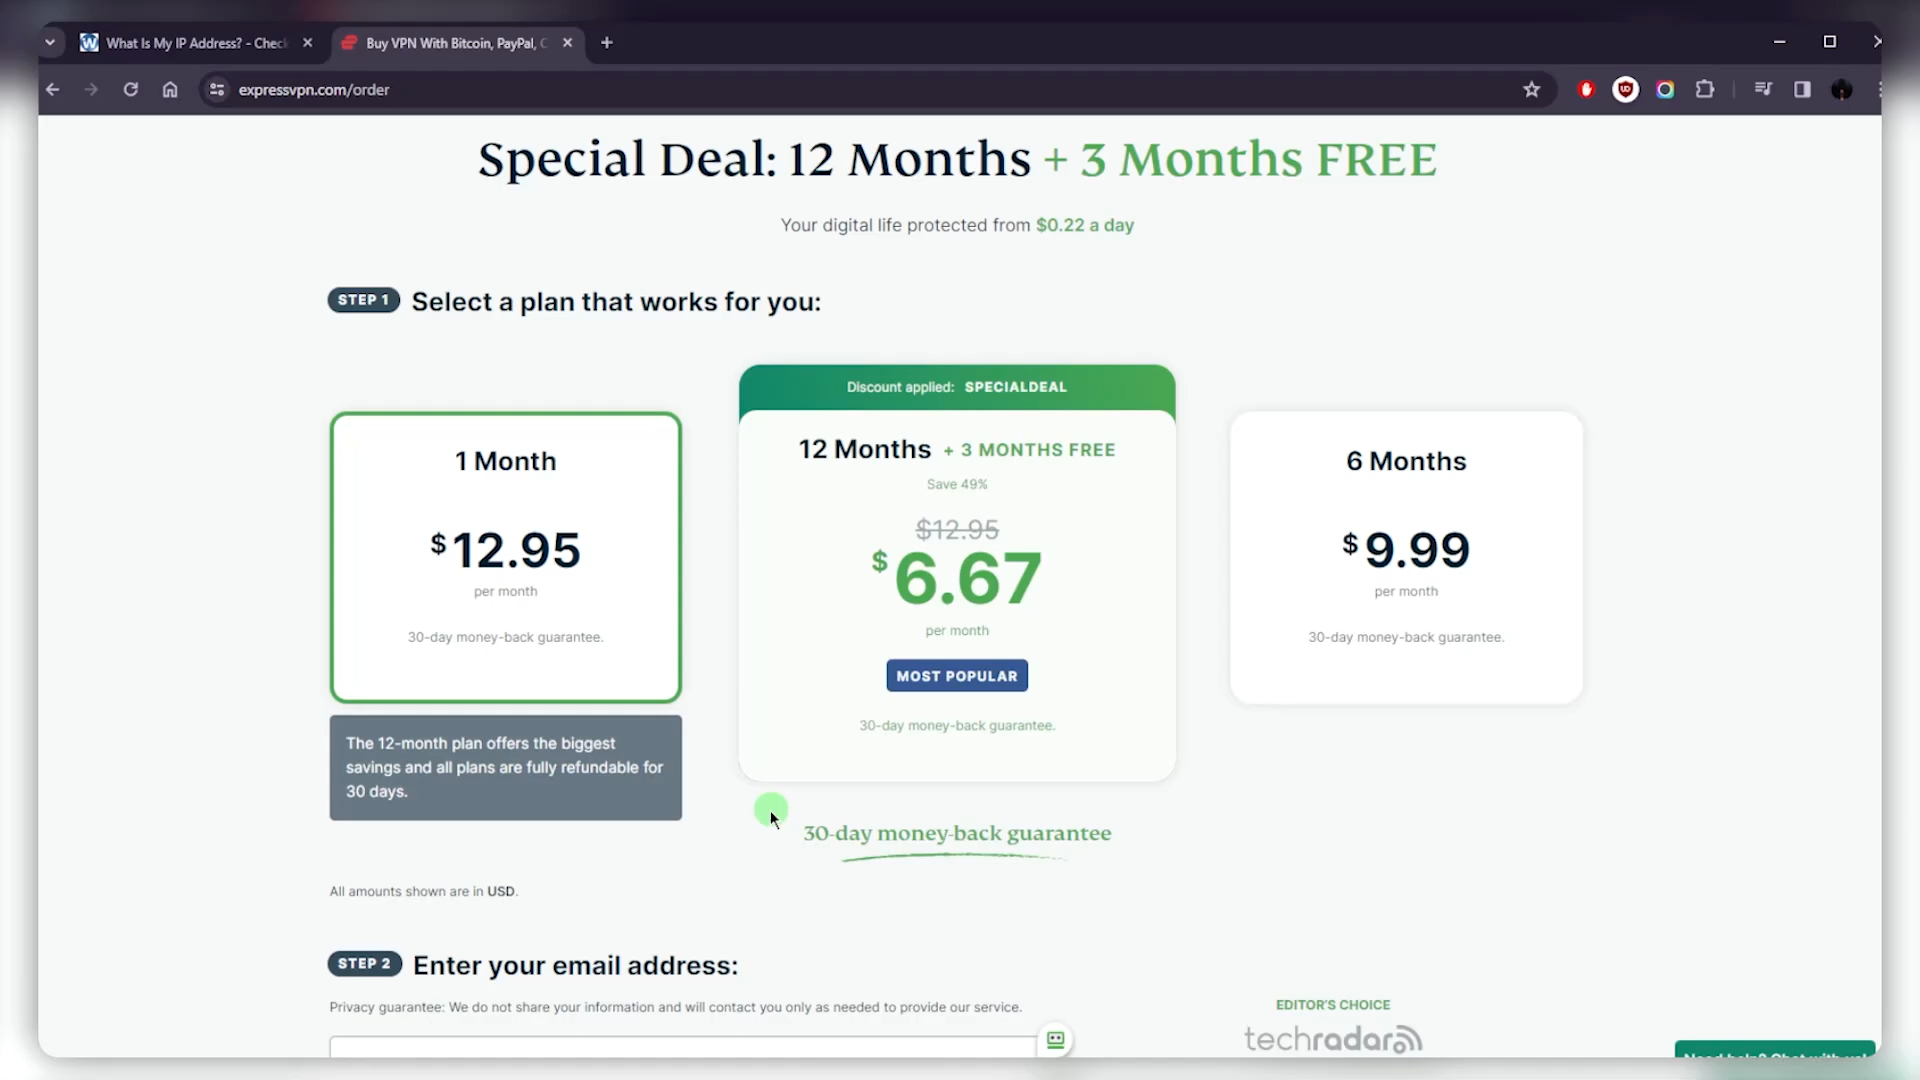 What Is My IP Address? - Chec
Buy VPN With Bitcoin, PayPal, C
expressvpn.com/order
Special Deal: 12 Months + 3 Months FREE
Your digital life protected from $0.22 a day
STEP 1 Select a plan that works for you:
Discount applied: SPECIALDEAL
1 Month
$12.95
per month
30-day money-back guarantee.
12 Months + 3 MONTHS FREE
Save 49%
$12.95
$6.67
per month
MOST POPULAR
30-day money-back guarantee.
6 Months
$9.99
per month
30-day money-back guarantee.
The 12-month plan offers the biggest
savings and all plans are fully refundable for
30 days.
30-day money-back guarantee
All amounts shown are in USD.
STEP 2 Enter your email address:
Privacy guarantee: We do not share your information and will contact you only as needed to provide our service.
EDITOR'S CHOICE
techradar
Need help? Chat with us!